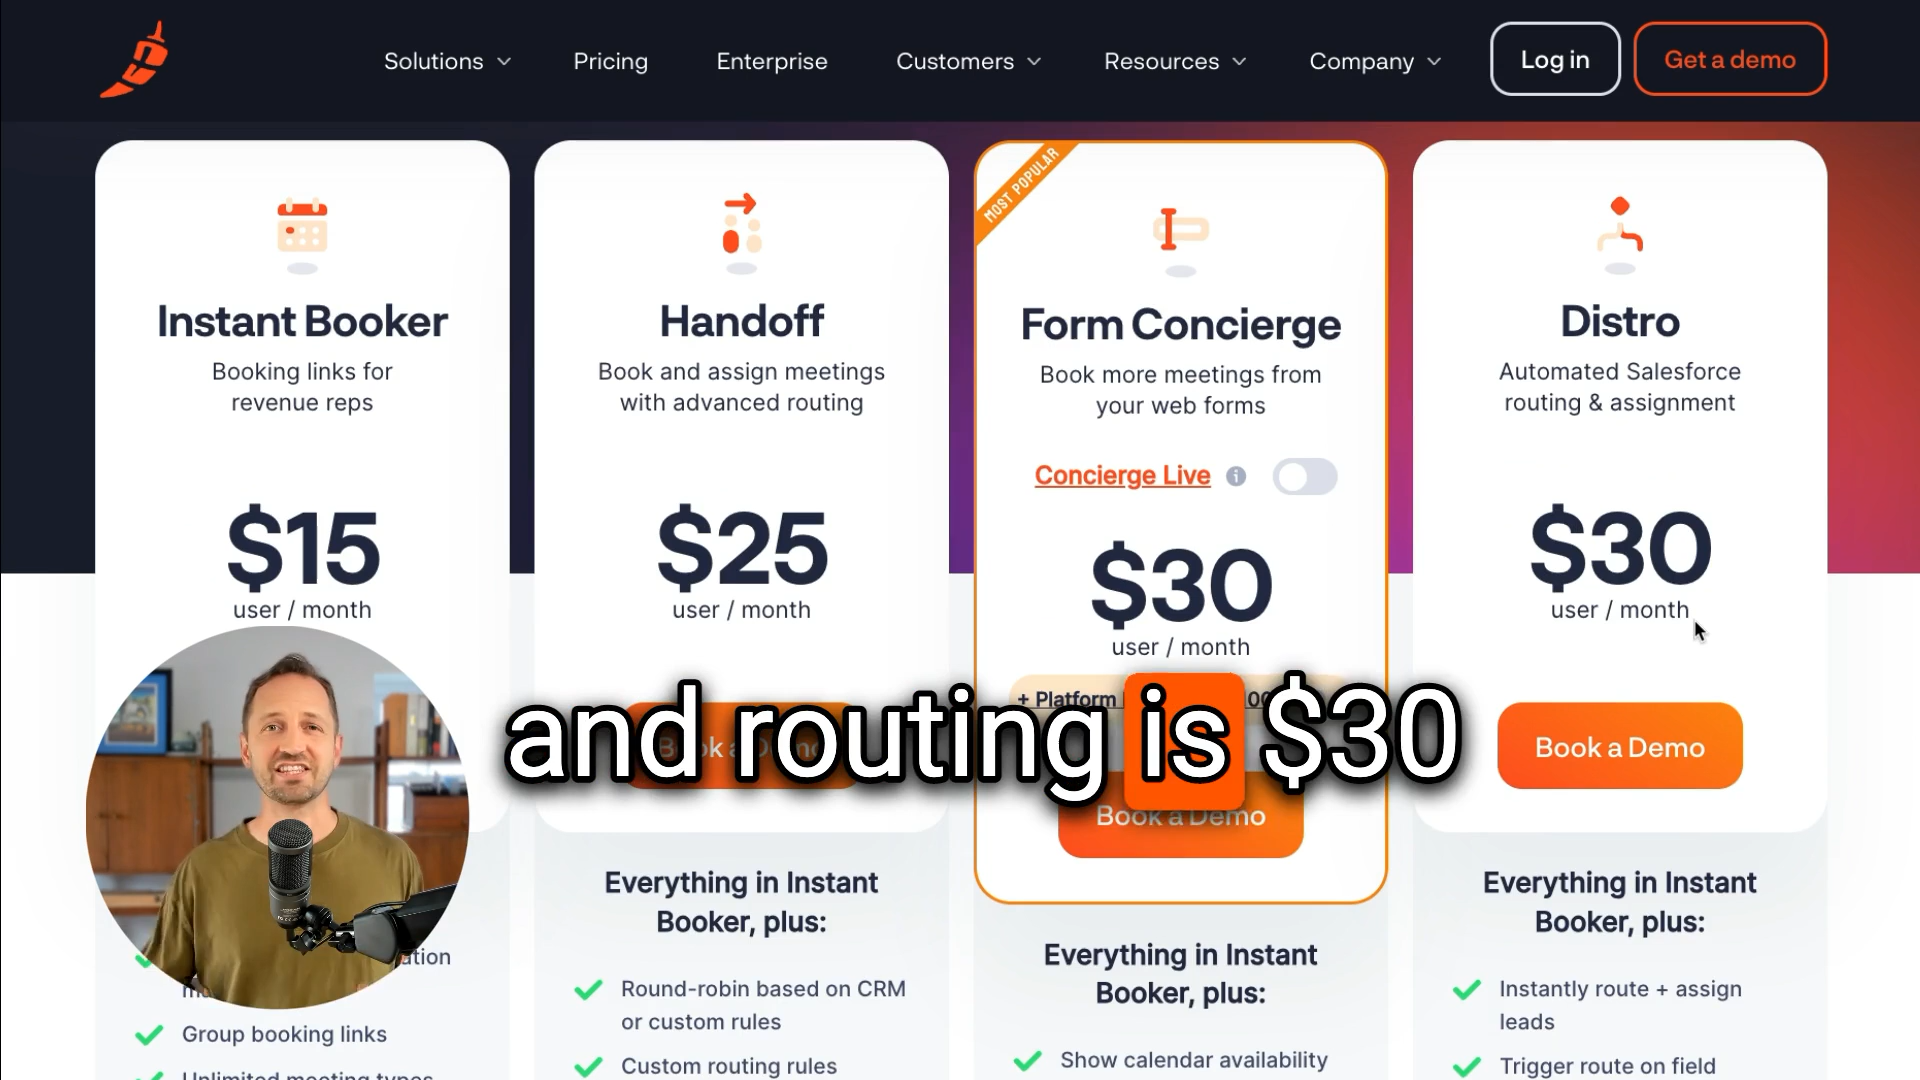 Solutions
Pricing
Enterprise
Customers
Resources
Company
Log in
Get a demo
Instant Booker
Booking links for
revenue reps
$15
user / month
Group booking links
Handoff
Book and assign meetings
with advanced routing
$25
user / month
Everything in Instant
Booker, plus:
Round-robin based on CRM
or custom rules
Custom routing rules
MOST POPULAR
Form Concierge
Book more meetings from
your web forms
Concierge Live
$30
user / month
+ Platform
Book a Demo
Everything in Instant
Booker, plus:
Show calendar availability
Distro
Automated Salesforce
routing & assignment
$30
user / month
Book a Demo
Everything in Instant
Booker, plus:
Instantly route + assign
leads
Trigger route on field
and routing is $30